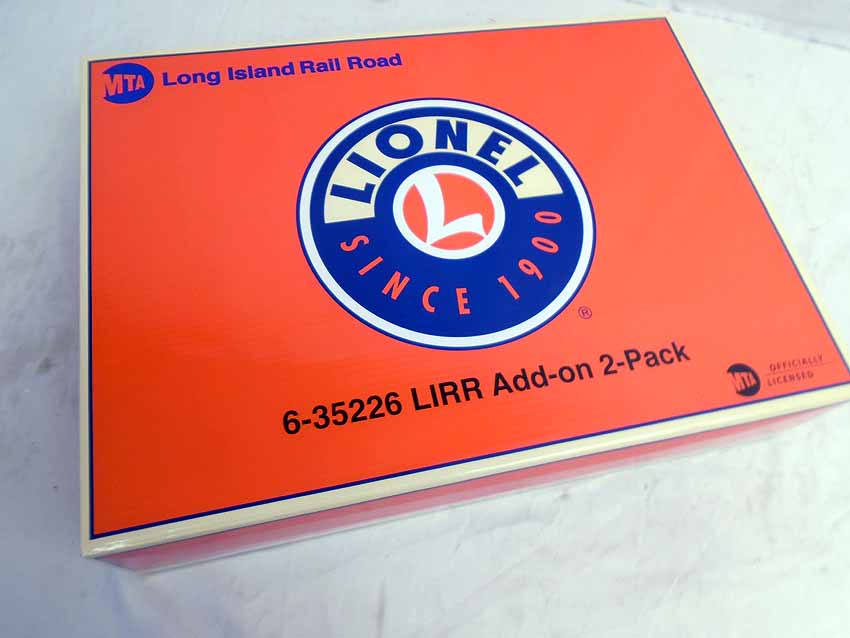 MTA Long Island Rail Road
LIONEL
L
SINCE 1900
®
6-35226 LIRR Add-on 2-Pack
MTA OFFICIALLY
LICENSED